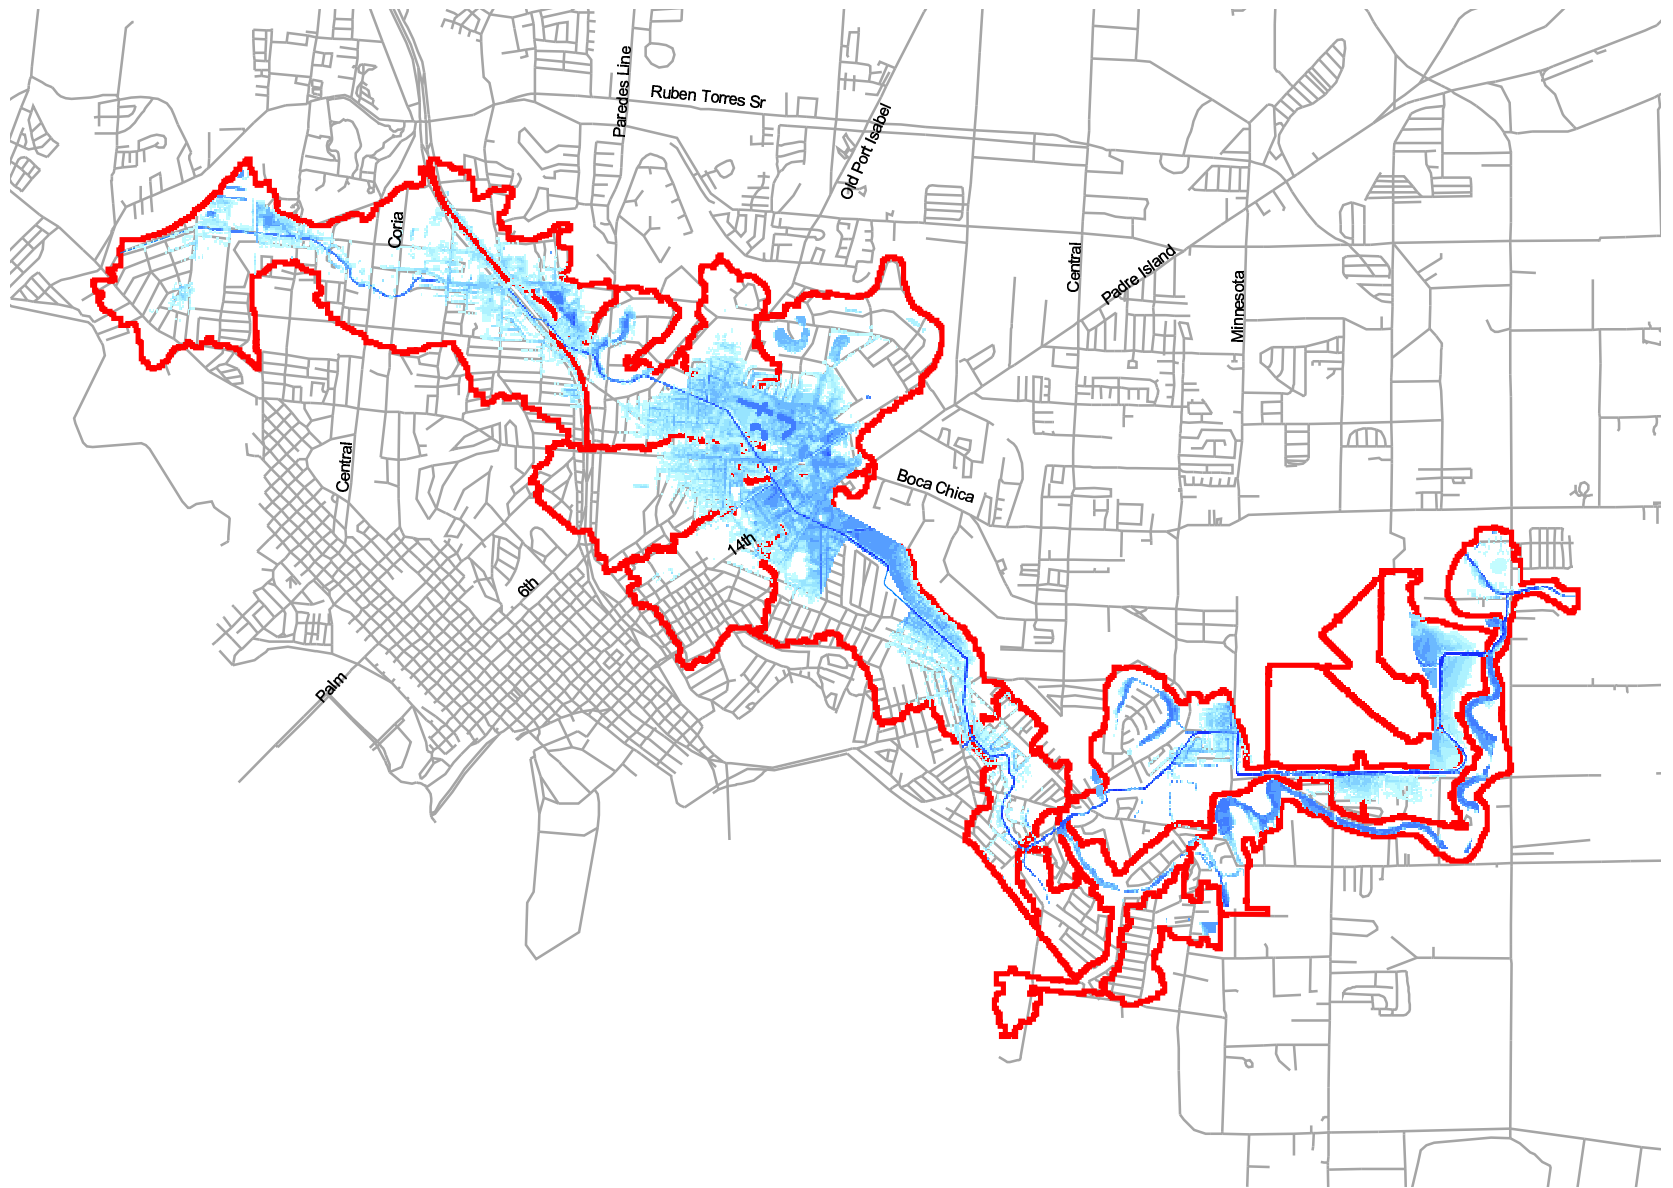 Ruben Torres Sr
Paredes Line
Old Port Isabel
Coria
Central
Padre Island
Minnesota
Central
Boca Chica
14th
6th
Palm